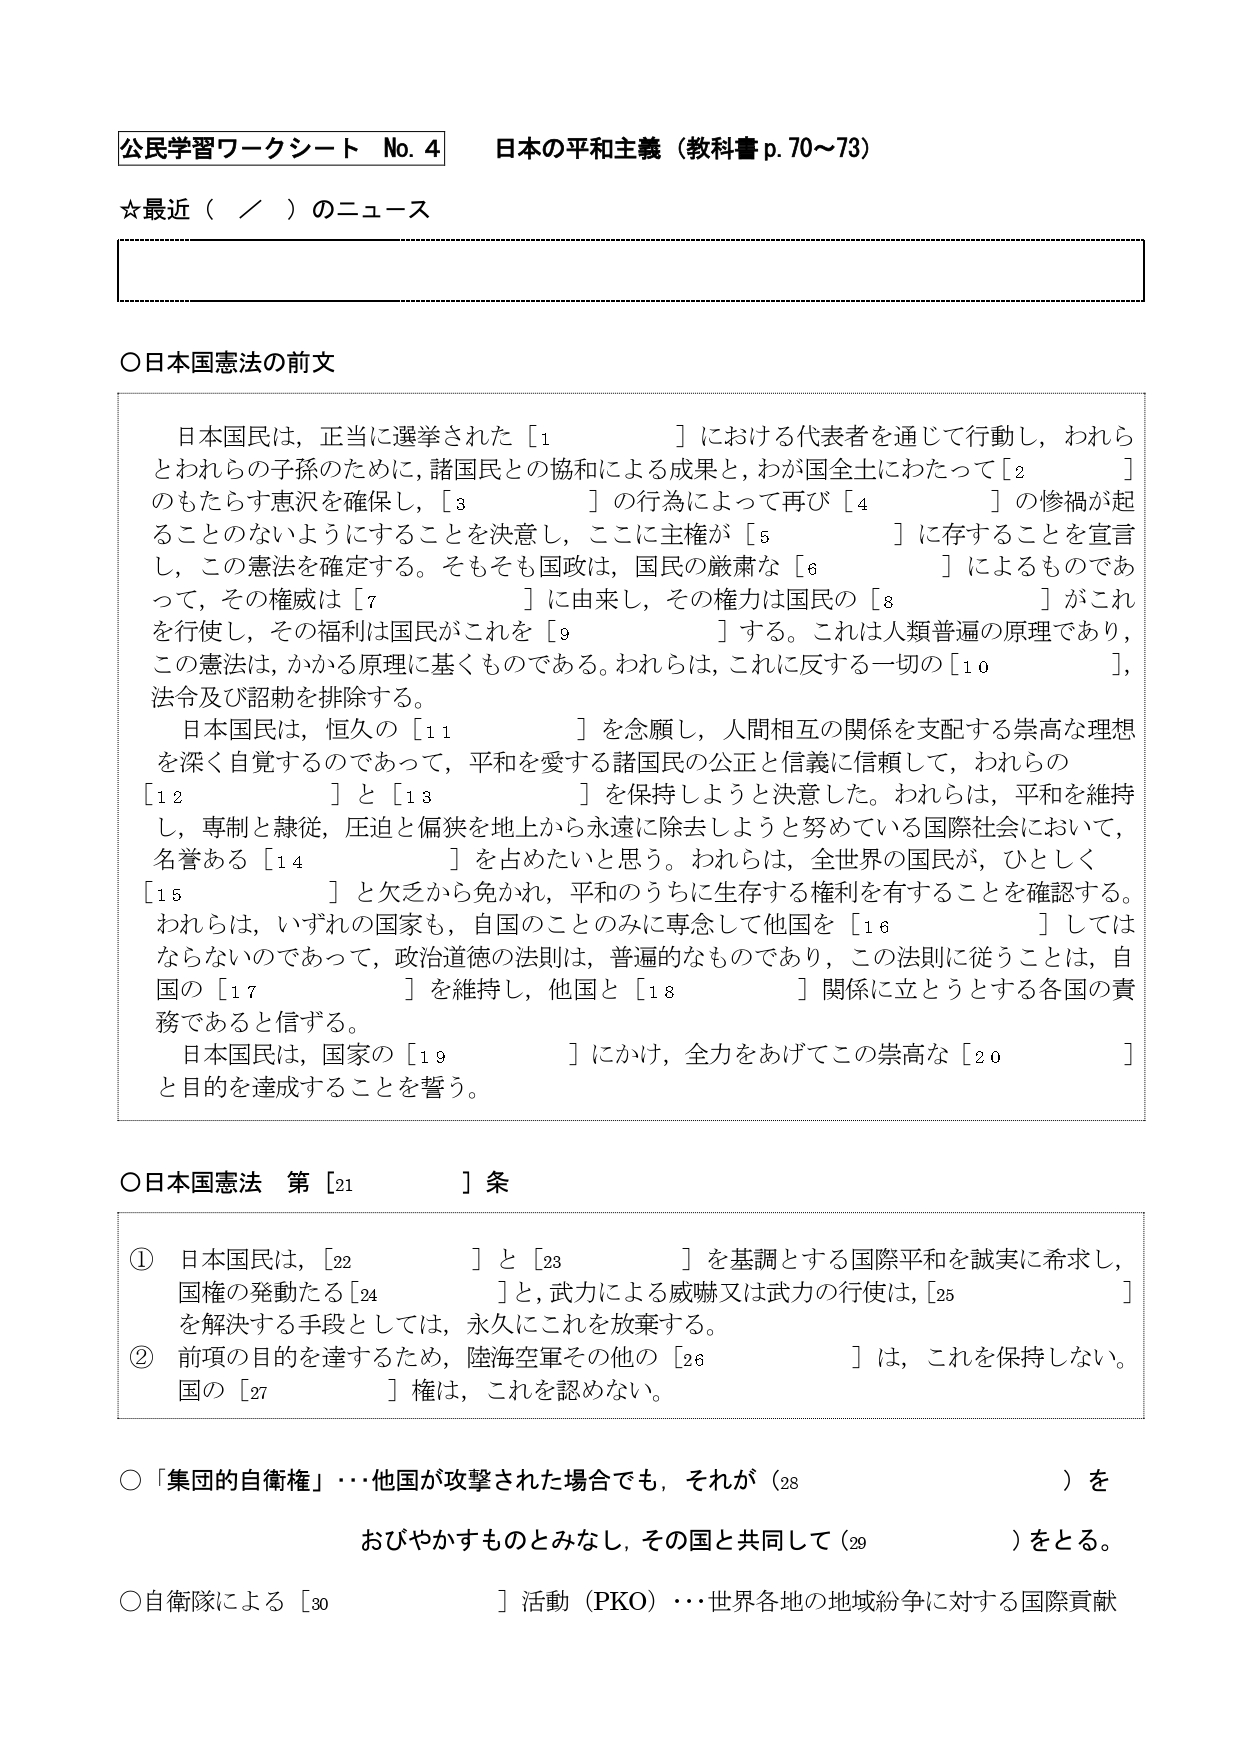 公民学習ワークシート　No. 4　　日本の平和主義（教科書 p. 70～73）
☆最近（　／　）のニュース
○日本国憲法の前文
日本国民は，正当に選挙された［1　　　　　］における代表者を通じて行動し，われら
とわれらの子孫のために，諸国民との協和による成果と，わが国全土にわたって［2　　　　］
のもたらす恵沢を確保し，［3　　　　　］の行為によって再び［4　　　　　］の惨禍が起
ることのないようにすることを決意し，ここに主権が［5　　　　　］に存することを宣言
し，この憲法を確定する。そもそも国政は，国民の厳粛な［6　　　　　］によるものであ
って，その権威は［7　　　　　　］に由来し，その権力は国民の［8　　　　　　］がこれ
を行使し，その福利は国民がこれを［9　　　　　　］する。これは人類普遍の原理であり，
この憲法は，かかる原理に基くものである。われらは，これに反する一切の［10　　　　　］，
法令及び詔勅を排除する。
日本国民は，恒久の［11　　　　　］を念願し，人間相互の関係を支配する崇高な理想
を深く自覚するのであって，平和を愛する諸国民の公正と信義に信頼して，われらの
［12　　　　　　］と［13　　　　　　］を保持しようと決意した。われらは，平和を維持
し，専制と隷従，圧迫と偏狭を地上から永遠に除去しようと努めている国際社会において，
名誉ある［14　　　　　　］を占めたいと思う。われらは，全世界の国民が，ひとしく
［15　　　　　　］と欠乏から免かれ，平和のうちに生存する権利を有することを確認する。
われらは，いずれの国家も，自国のことのみに専念して他国を［16　　　　　　］しては
ならないのであって，政治道徳の法則は，普遍的なものであり，この法則に従うことは，自
国の［17　　　　　　］を維持し，他国と［18　　　　　］関係に立とうとする各国の責
務であると信ずる。
日本国民は，国家の［19　　　　　］にかけ，全力をあげてこの崇高な［20　　　　　］
と目的を達成することを誓う。
○日本国憲法　第［21　　　　］条
①　日本国民は，［22　　　　　］と［23　　　　　］を基調とする国際平和を誠実に希求し，
国権の発動たる［24　　　　　］と，武力による威嚇又は武力の行使は，［25　　　　　　　］
を解決する手段としては，永久にこれを放棄する。
②　前項の目的を達するため，陸海空軍その他の［26　　　　　　］は，これを保持しない。
国の［27　　　　　］権は，これを認めない。
○「集団的自衛権」･･･他国が攻撃された場合でも，それが（28　　　　　　　　　　　）を
おびやかすものとみなし，その国と共同して（29　　　　　　）をとる。
○自衛隊による［30　　　　　　　］活動（PKO）･･･世界各地の地域紛争に対する国際貢献